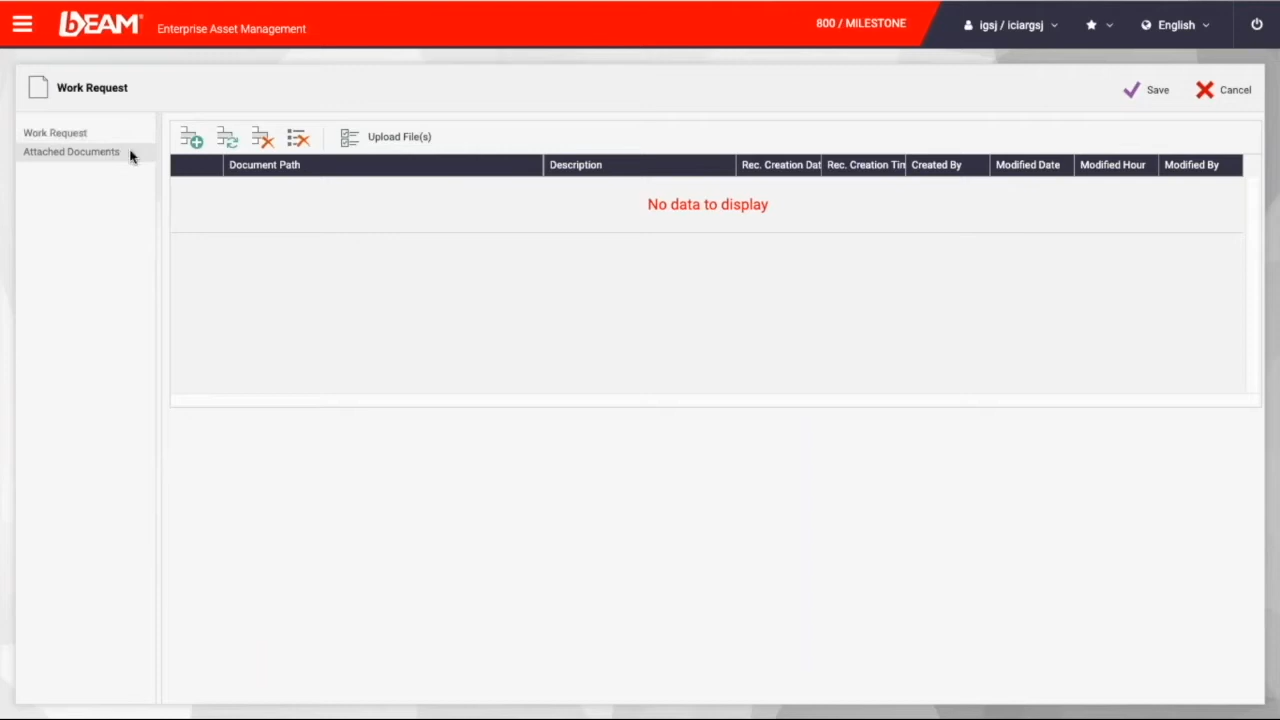 bEAM Enterprise Asset Management
800 / MILESTONE
igsj / iciargsj
English
Work Request
Save
Cancel
Work Request
Attached Documents
Upload File(s)
Document Path
Description
Rec. Creation Dat
Rec. Creation Tin
Created By
Modified Date
Modified Hour
Modified By
No data to display